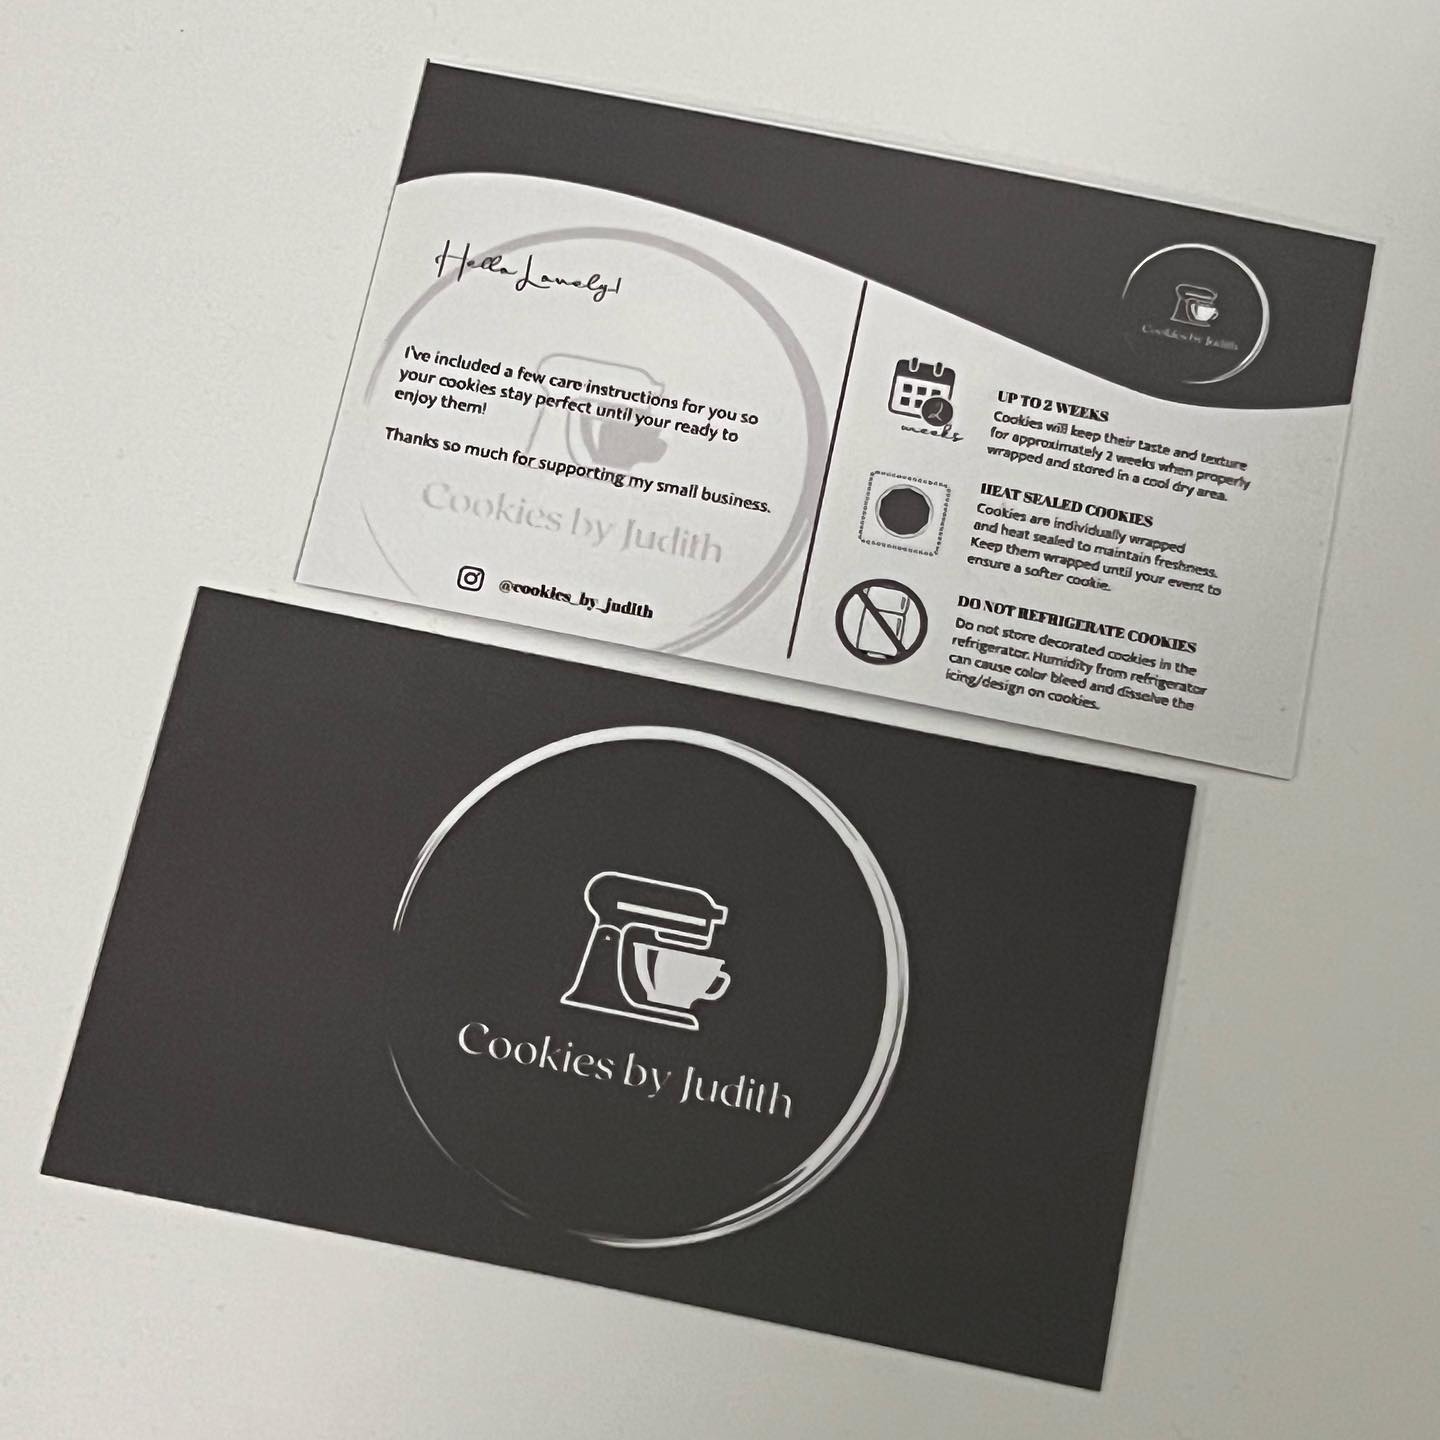 Hello Lovely!
I've included a few care instructions for you so
your cookies stay perfect until your ready to
enjoy them!
Thanks so much for supporting my small business.
Cookies by Judith
@cookies_by_judith
Cookies by Judith
2
weeks
UP TO 2 WEEKS
Cookies will keep their taste and texture
for approximately 2 weeks when properly
wrapped and stored in a cool dry area.
HEAT SEALED COOKIES
Cookies are individually wrapped
and heat sealed to maintain freshness.
Keep them wrapped until your event to
ensure a softer cookie.
DO NOT REFRIGERATE COOKIES
Do not store decorated cookies in the
refrigerator. Humidity from refrigerator
can cause color bleed and dissolve the
icing/design on cookies.
Cookies by Judith